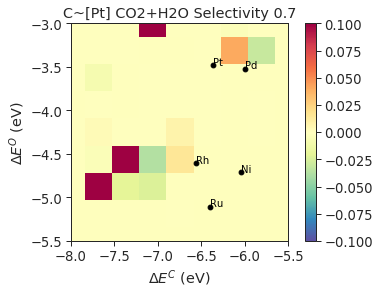 C~[Pt] CO2+H2O Selectivity 0.7
−3.0
−3.5
−4.0
−4.5
−5.0
−5.5
ΔE^O (eV)
Pt
Pd
Rh
Ni
Ru
−8.0 −7.5 −7.0 −6.5 −6.0 −5.5
ΔE^C (eV)
0.100
0.075
0.050
0.025
0.000
−0.025
−0.050
−0.075
−0.100